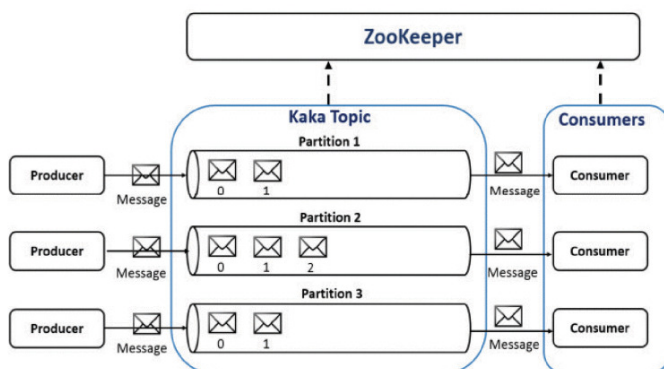 ZooKeeper
Kaka Topic
Consumers
Partition 1
Producer
Message
0 1
Message
Consumer
Partition 2
Producer
Message
0 1 2
Message
Consumer
Partition 3
Producer
Message
0 1
Message
Consumer